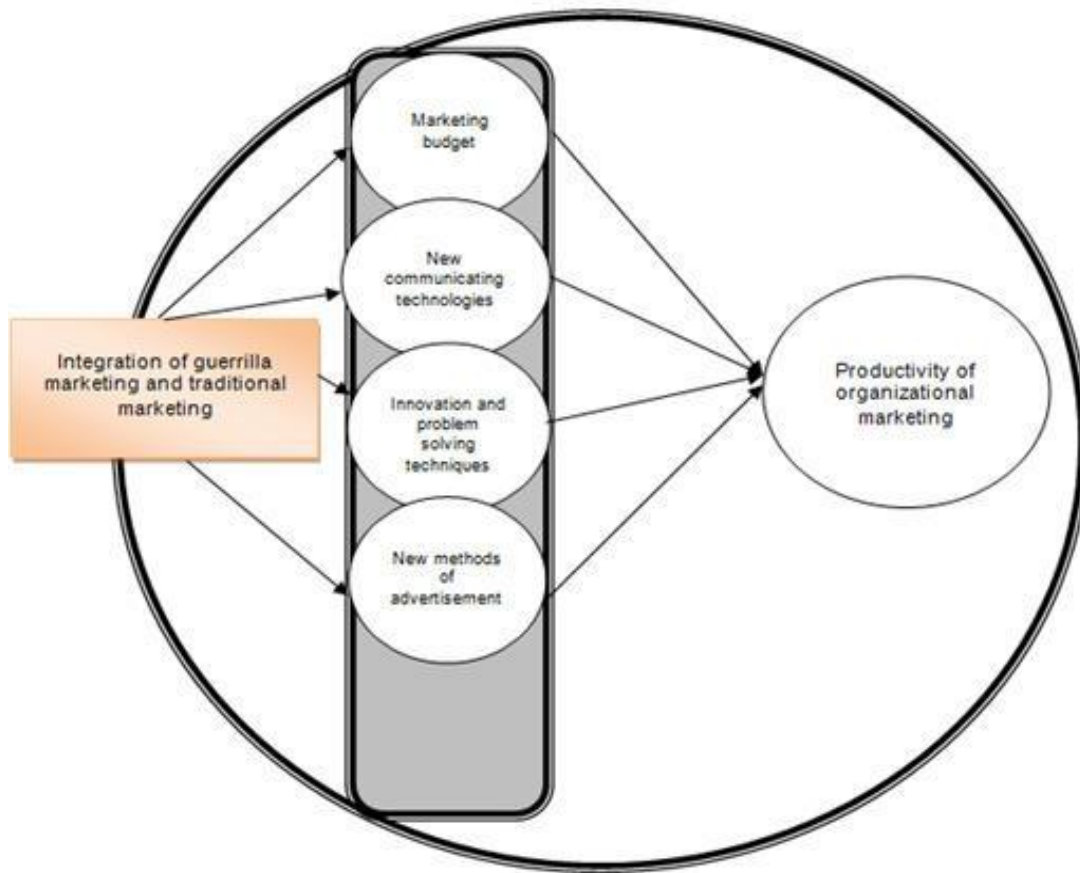 Marketing
budget
New
communicating
technologies
Integration of guerrilla
marketing and traditional
marketing
Innovation and
problem
solving
techniques
New methods
of
advertisement
Productivity of
organizational
marketing